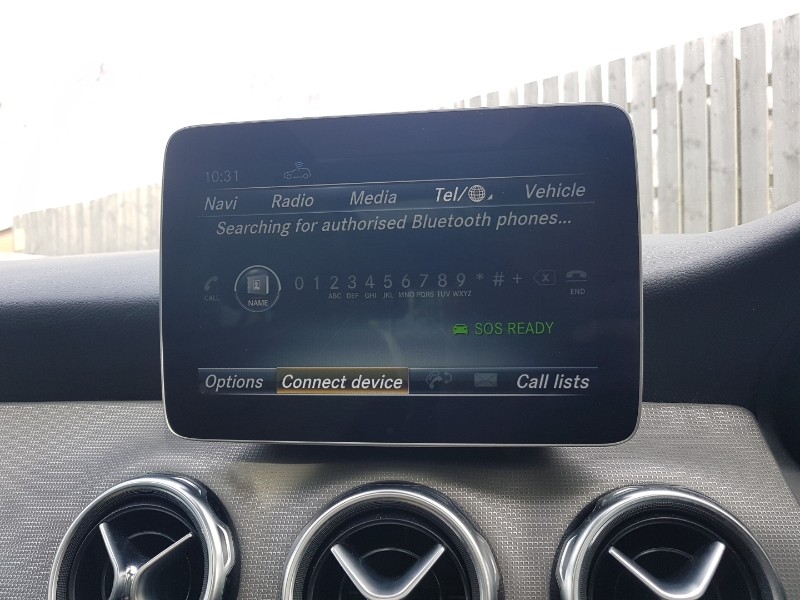 10:31
Navi Radio Media Tel/ Vehicle
Searching for authorised Bluetooth phones...
CALL NAME 0 1 2 3 4 5 6 7 8 9 * # + END
ABC DEF GHI JKL MNO PQRS TUV WXYZ
SOS READY
Options Connect device Call lists